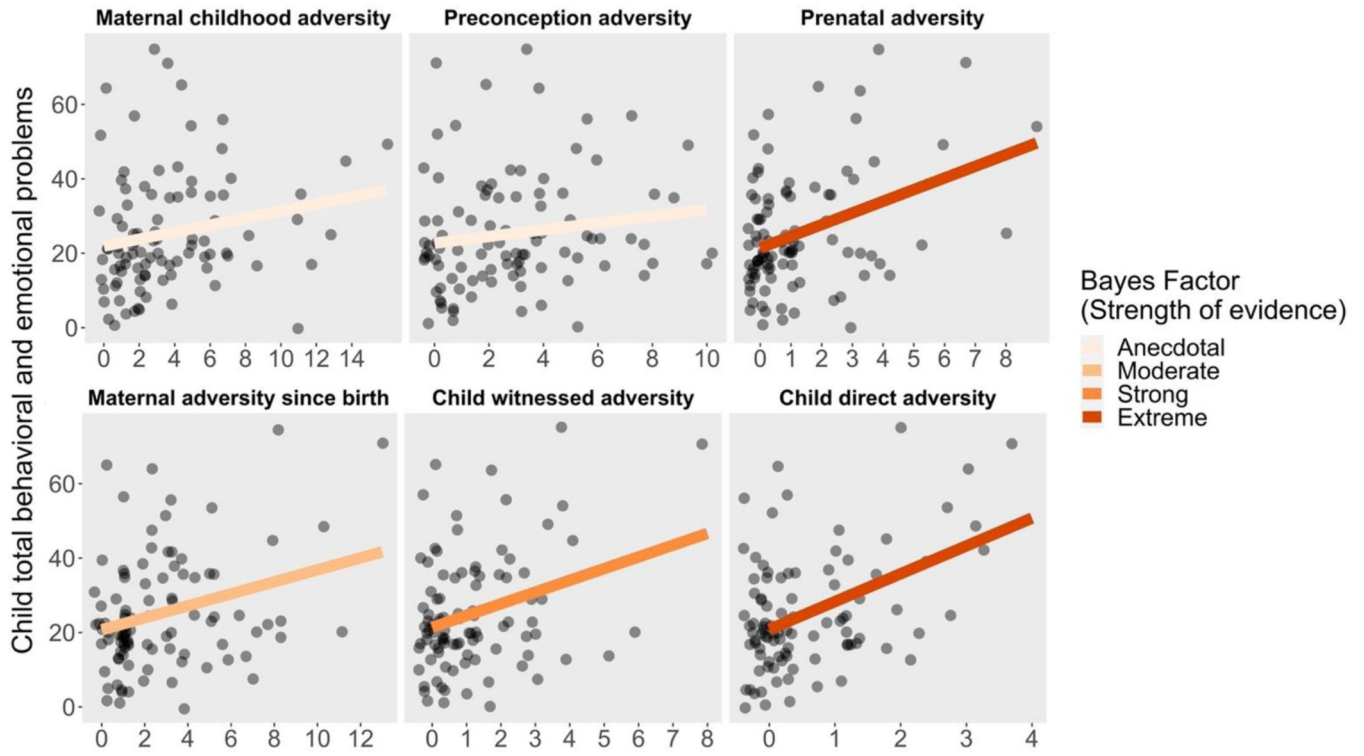 Maternal childhood adversity
Preconception adversity
Prenatal adversity
Child total behavioral and emotional problems
60
40
20
0
0 2 4 6 8 10 12 14
0 2 4 6 8 10
0 1 2 3 4 5 6 7 8
Maternal adversity since birth
Child witnessed adversity
Child direct adversity
60
40
20
0
0 2 4 6 8 10 12
0 1 2 3 4 5 6 7 8
0 1 2 3 4
Bayes Factor
(Strength of evidence)
Anecdotal
Moderate
Strong
Extreme